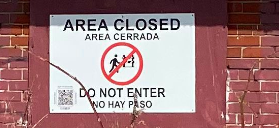 AREA CLOSED
AREA CERRADA
DO NOT ENTER
NO HAY PASO